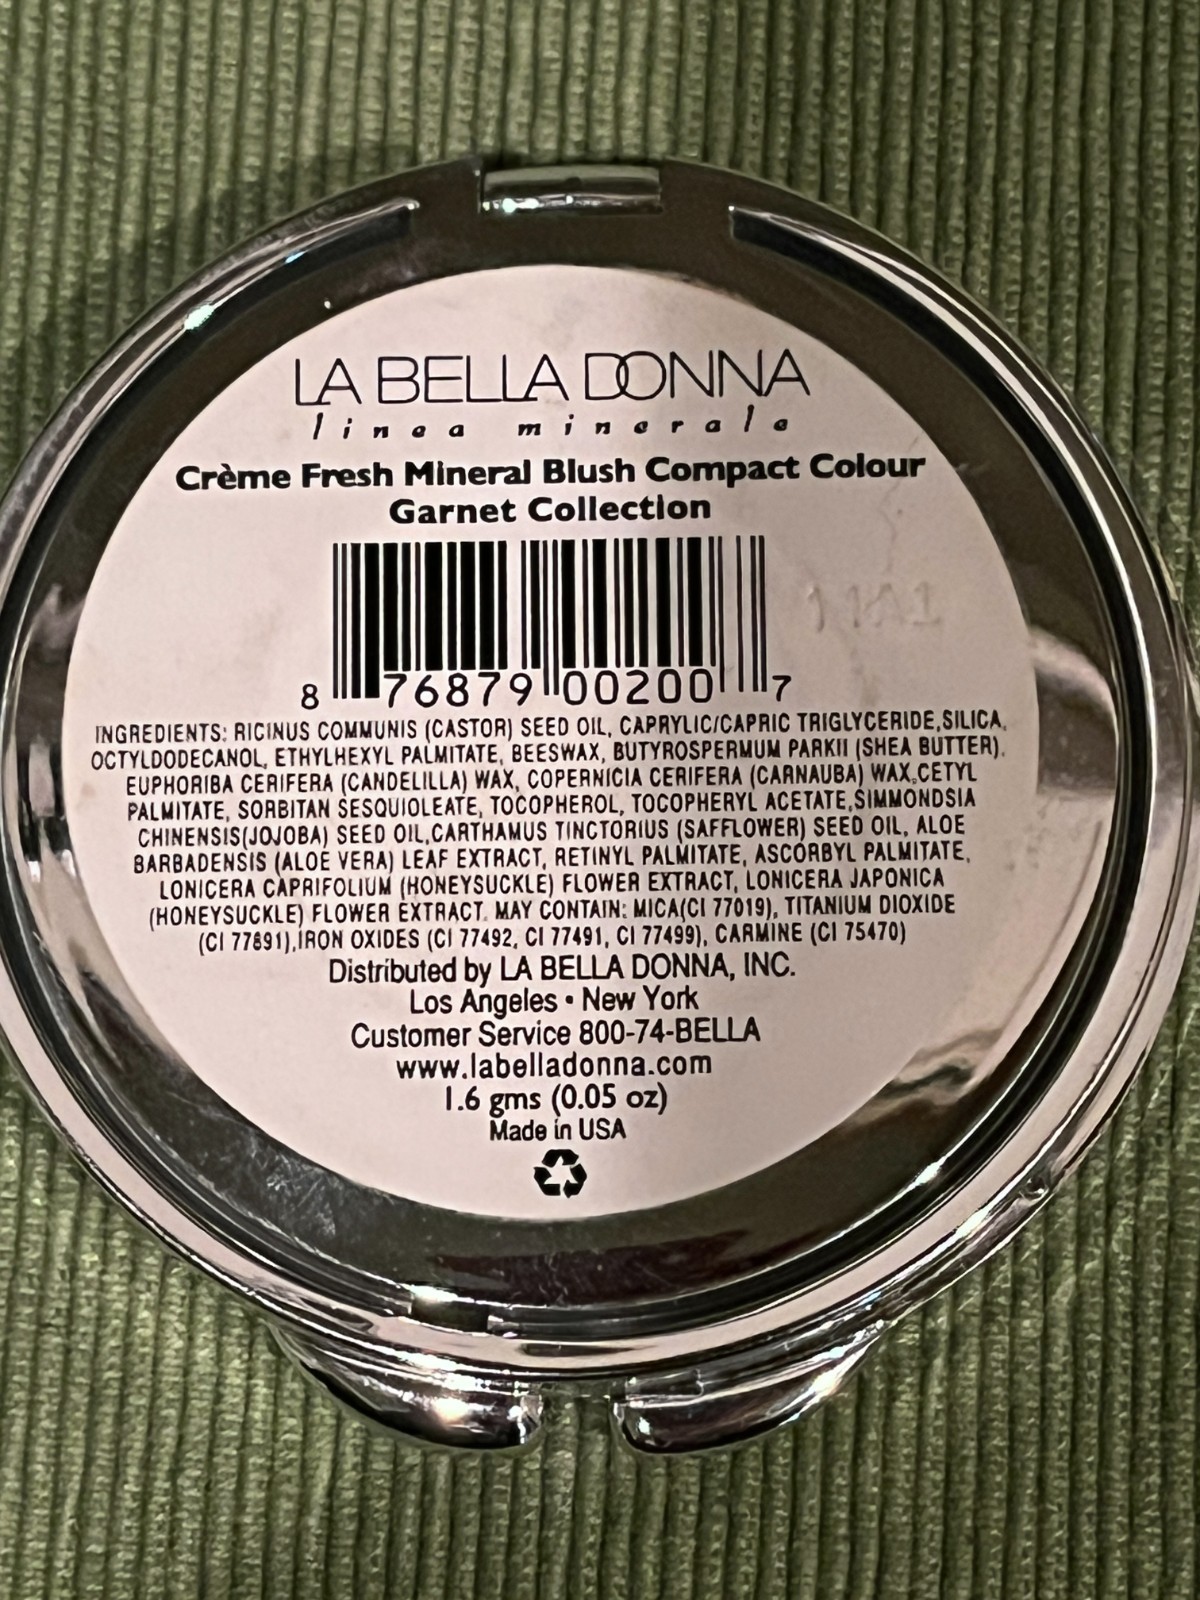 LA BELLA DONNA
linea minerale
Crème Fresh Mineral Blush Compact Colour
Garnet Collection
8 76879 00200 7
INGREDIENTS: RICINUS COMMUNIS (CASTOR) SEED OIL, CAPRYLIC/CAPRIC TRIGLYCERIDE,SILICA,
OCTYLDODECANOL, ETHYLHEXYL PALMITATE, BEESWAX, BUTYROSPERMUM PARKII (SHEA BUTTER).
EUPHORIBA CERIFERA (CANDELILLA) WAX, COPERNICIA CERIFERA (CARNAUBA) WAX,CETYL
PALMITATE, SORBITAN SESQUIOLEATE, TOCOPHEROL, TOCOPHERYL ACETATE,SIMMONDSIA
CHINENSIS(JOJOBA) SEED OIL,CARTHAMUS TINCTORIUS (SAFFLOWER) SEED OIL, ALOE
BARBADENSIS (ALOE VERA) LEAF EXTRACT, RETINYL PALMITATE, ASCORBYL PALMITATE,
LONICERA CAPRIFOLIUM (HONEYSUCKLE) FLOWER EXTRACT, LONICERA JAPONICA
(HONEYSUCKLE) FLOWER EXTRACT. MAY CONTAIN: MICA(CI 77019), TITANIUM DIOXIDE
(CI 77891),IRON OXIDES (CI 77492, CI 77491, CI 77499), CARMINE (CI 75470)
Distributed by LA BELLA DONNA, INC.
Los Angeles • New York
Customer Service 800-74-BELLA
www.labelladonna.com
1.6 gms (0.05 oz)
Made in USA